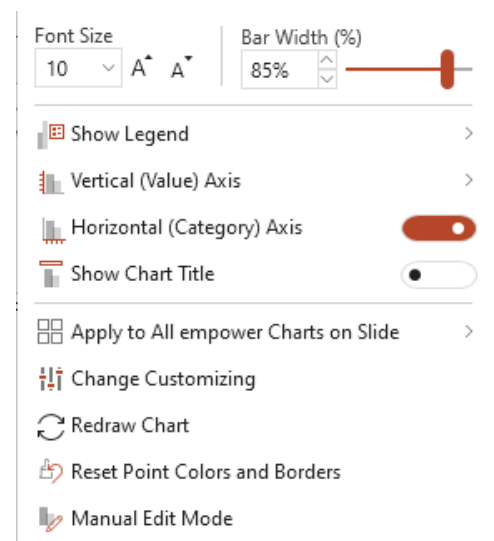 Font Size
Bar Width (%)
10
A A
85%
Show Legend
Vertical (Value) Axis
Horizontal (Category) Axis
Show Chart Title
Apply to All empower Charts on Slide
Change Customizing
Redraw Chart
Reset Point Colors and Borders
Manual Edit Mode